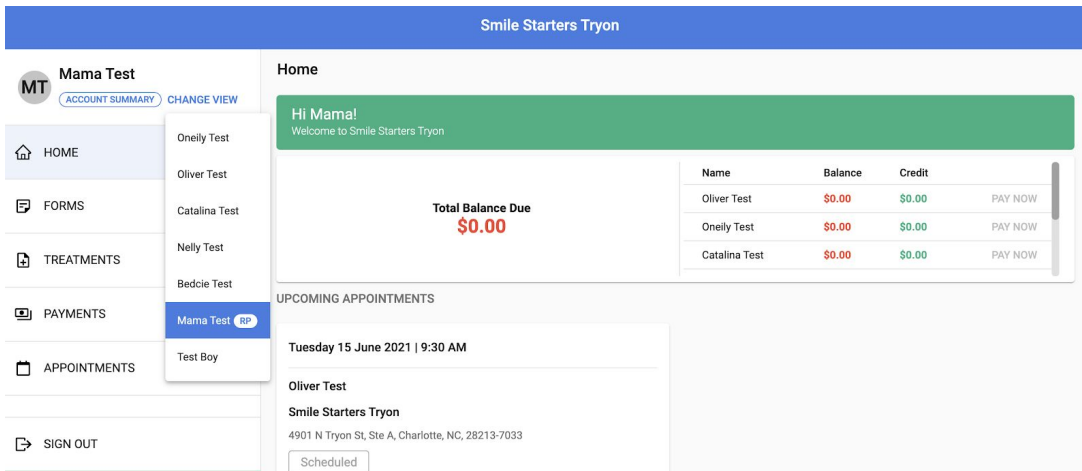 Smile Starters Tryon
MT
Mama Test
ACCOUNT SUMMARY CHANGE VIEW
HOME
FORMS
TREATMENTS
PAYMENTS
APPOINTMENTS
SIGN OUT
Oneily Test
Oliver Test
Catalina Test
Nelly Test
Bedcie Test
Mama Test RP
Test Boy
Home
Hi Mama!
Welcome to Smile Starters Tryon
Total Balance Due
$0.00
Name Balance Credit
Oliver Test $0.00 $0.00 PAY NOW
Oneily Test $0.00 $0.00 PAY NOW
Catalina Test $0.00 $0.00 PAY NOW
UPCOMING APPOINTMENTS
Tuesday 15 June 2021 | 9:30 AM
Oliver Test
Smile Starters Tryon
4901 N Tryon St, Ste A, Charlotte, NC, 28213-7033
Scheduled